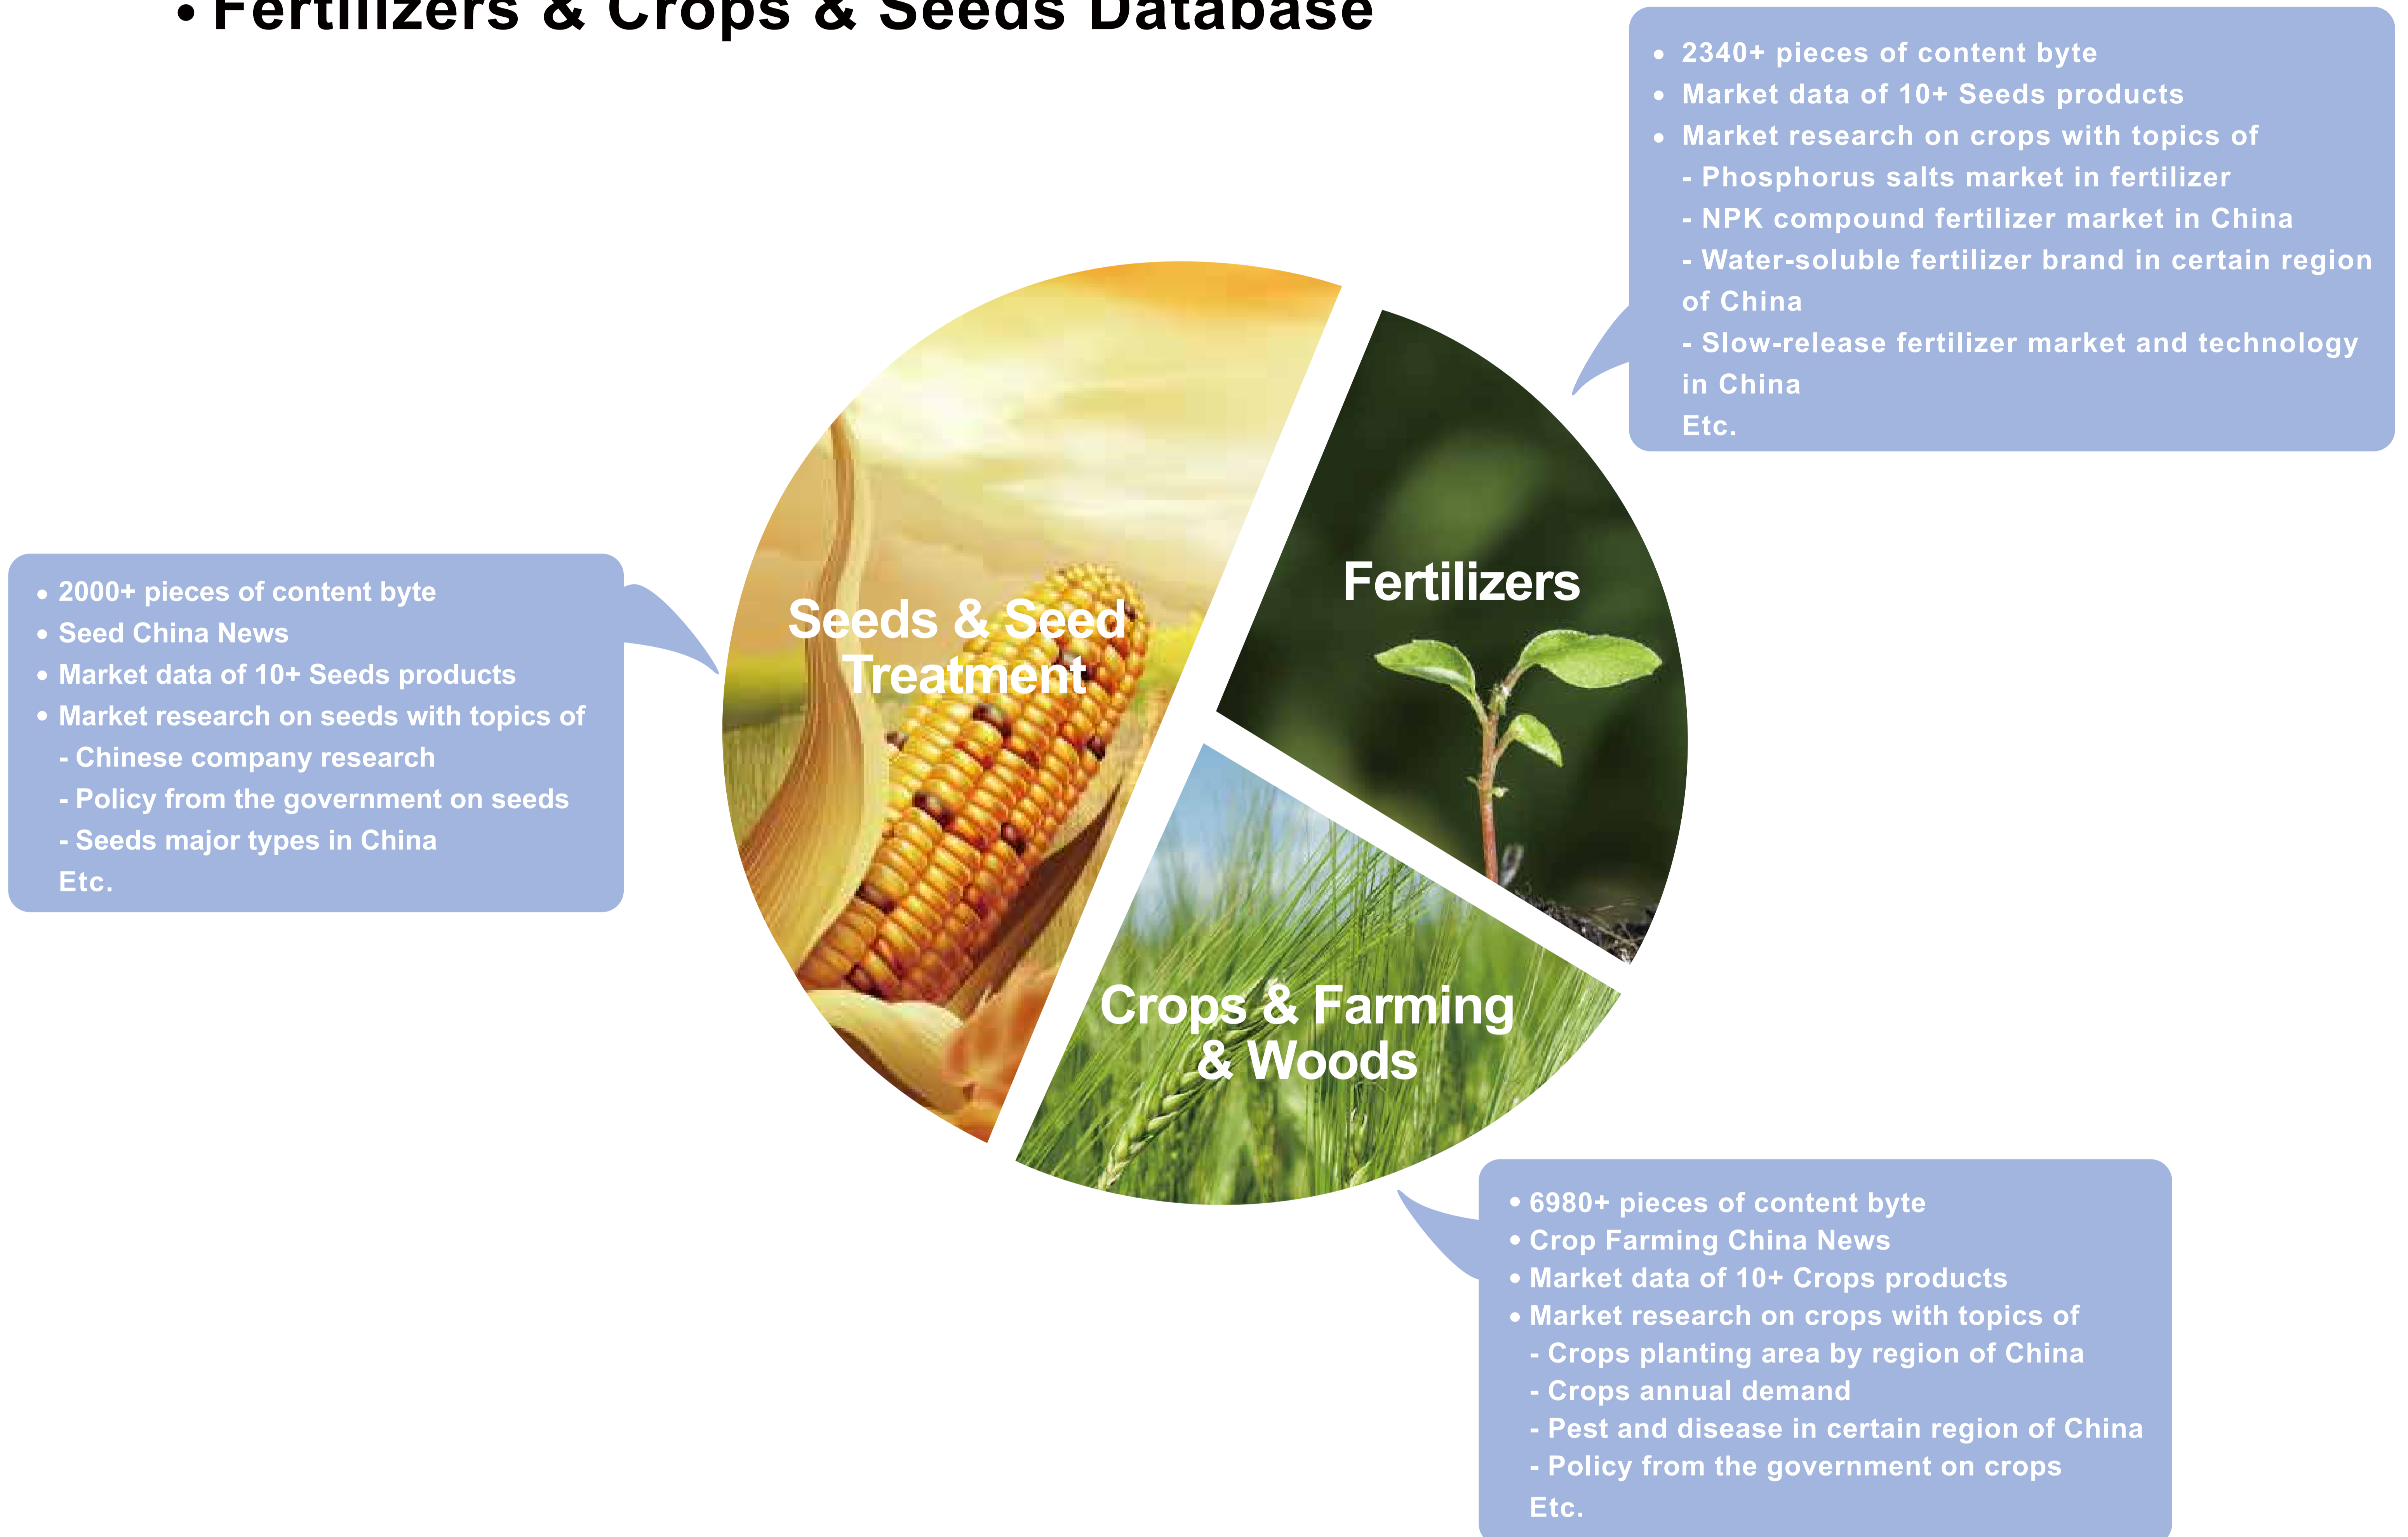 • Fertilizers & Crops & Seeds Database
• 2340+ pieces of content byte
• Market data of 10+ Seeds products
• Market research on crops with topics of
- Phosphorus salts market in fertilizer
- NPK compound fertilizer market in China
- Water-soluble fertilizer brand in certain region
of China
- Slow-release fertilizer market and technology
in China
Etc.
Fertilizers
• 2000+ pieces of content byte
• Seed China News
• Market data of 10+ Seeds products
• Market research on seeds with topics of
- Chinese company research
- Policy from the government on seeds
- Seeds major types in China
Etc.
Seeds & Seed
Treatment
Crops & Farming
& Woods
• 6980+ pieces of content byte
• Crop Farming China News
• Market data of 10+ Crops products
• Market research on crops with topics of
- Crops planting area by region of China
- Crops annual demand
- Pest and disease in certain region of China
- Policy from the government on crops
Etc.